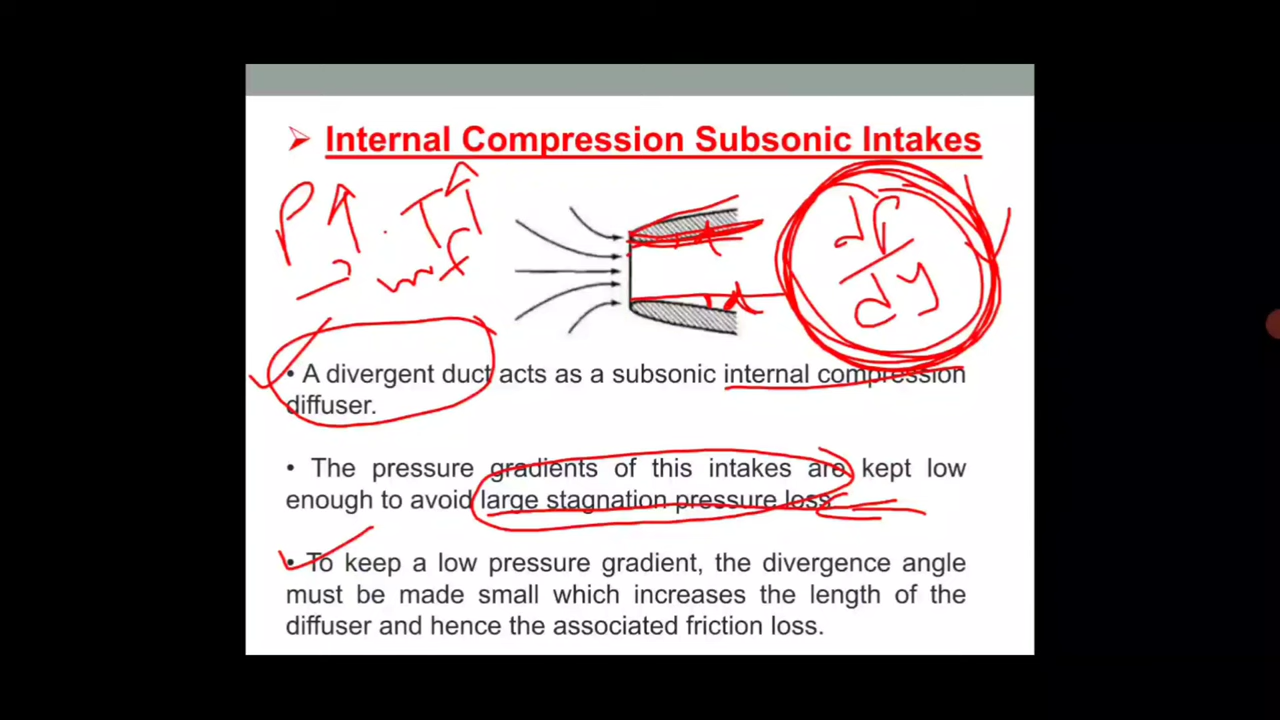 Internal Compression Subsonic Intakes
P↑ . T↑
mf
α
α
dp
dy
• A divergent duct acts as a subsonic internal compression
diffuser.
• The pressure gradients of this intakes are kept low
enough to avoid large stagnation pressure loss.
• To keep a low pressure gradient, the divergence angle
must be made small which increases the length of the
diffuser and hence the associated friction loss.